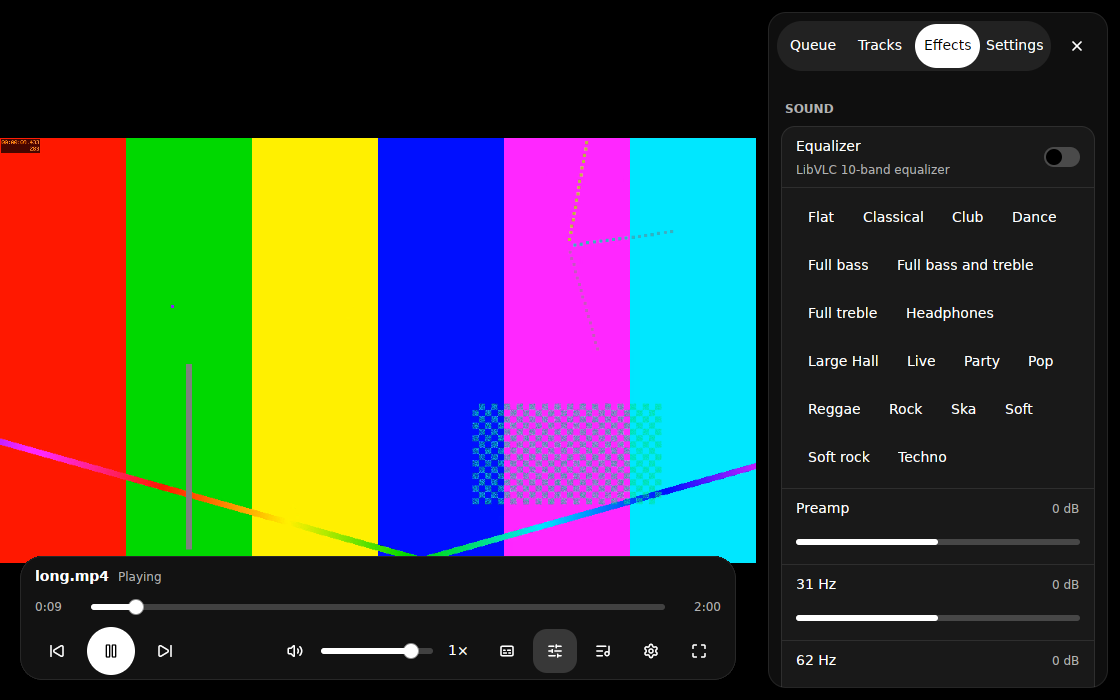 Queue Tracks Effects Settings
SOUND
Equalizer
LibVLC 10-band equalizer
Flat Classical Club Dance
Full bass Full bass and treble
Full treble Headphones
Large Hall Live Party Pop
Reggae Rock Ska Soft
Soft rock Techno
Preamp 0 dB
31 Hz 0 dB
62 Hz 0 dB
long.mp4 Playing
0:09 2:00
1×